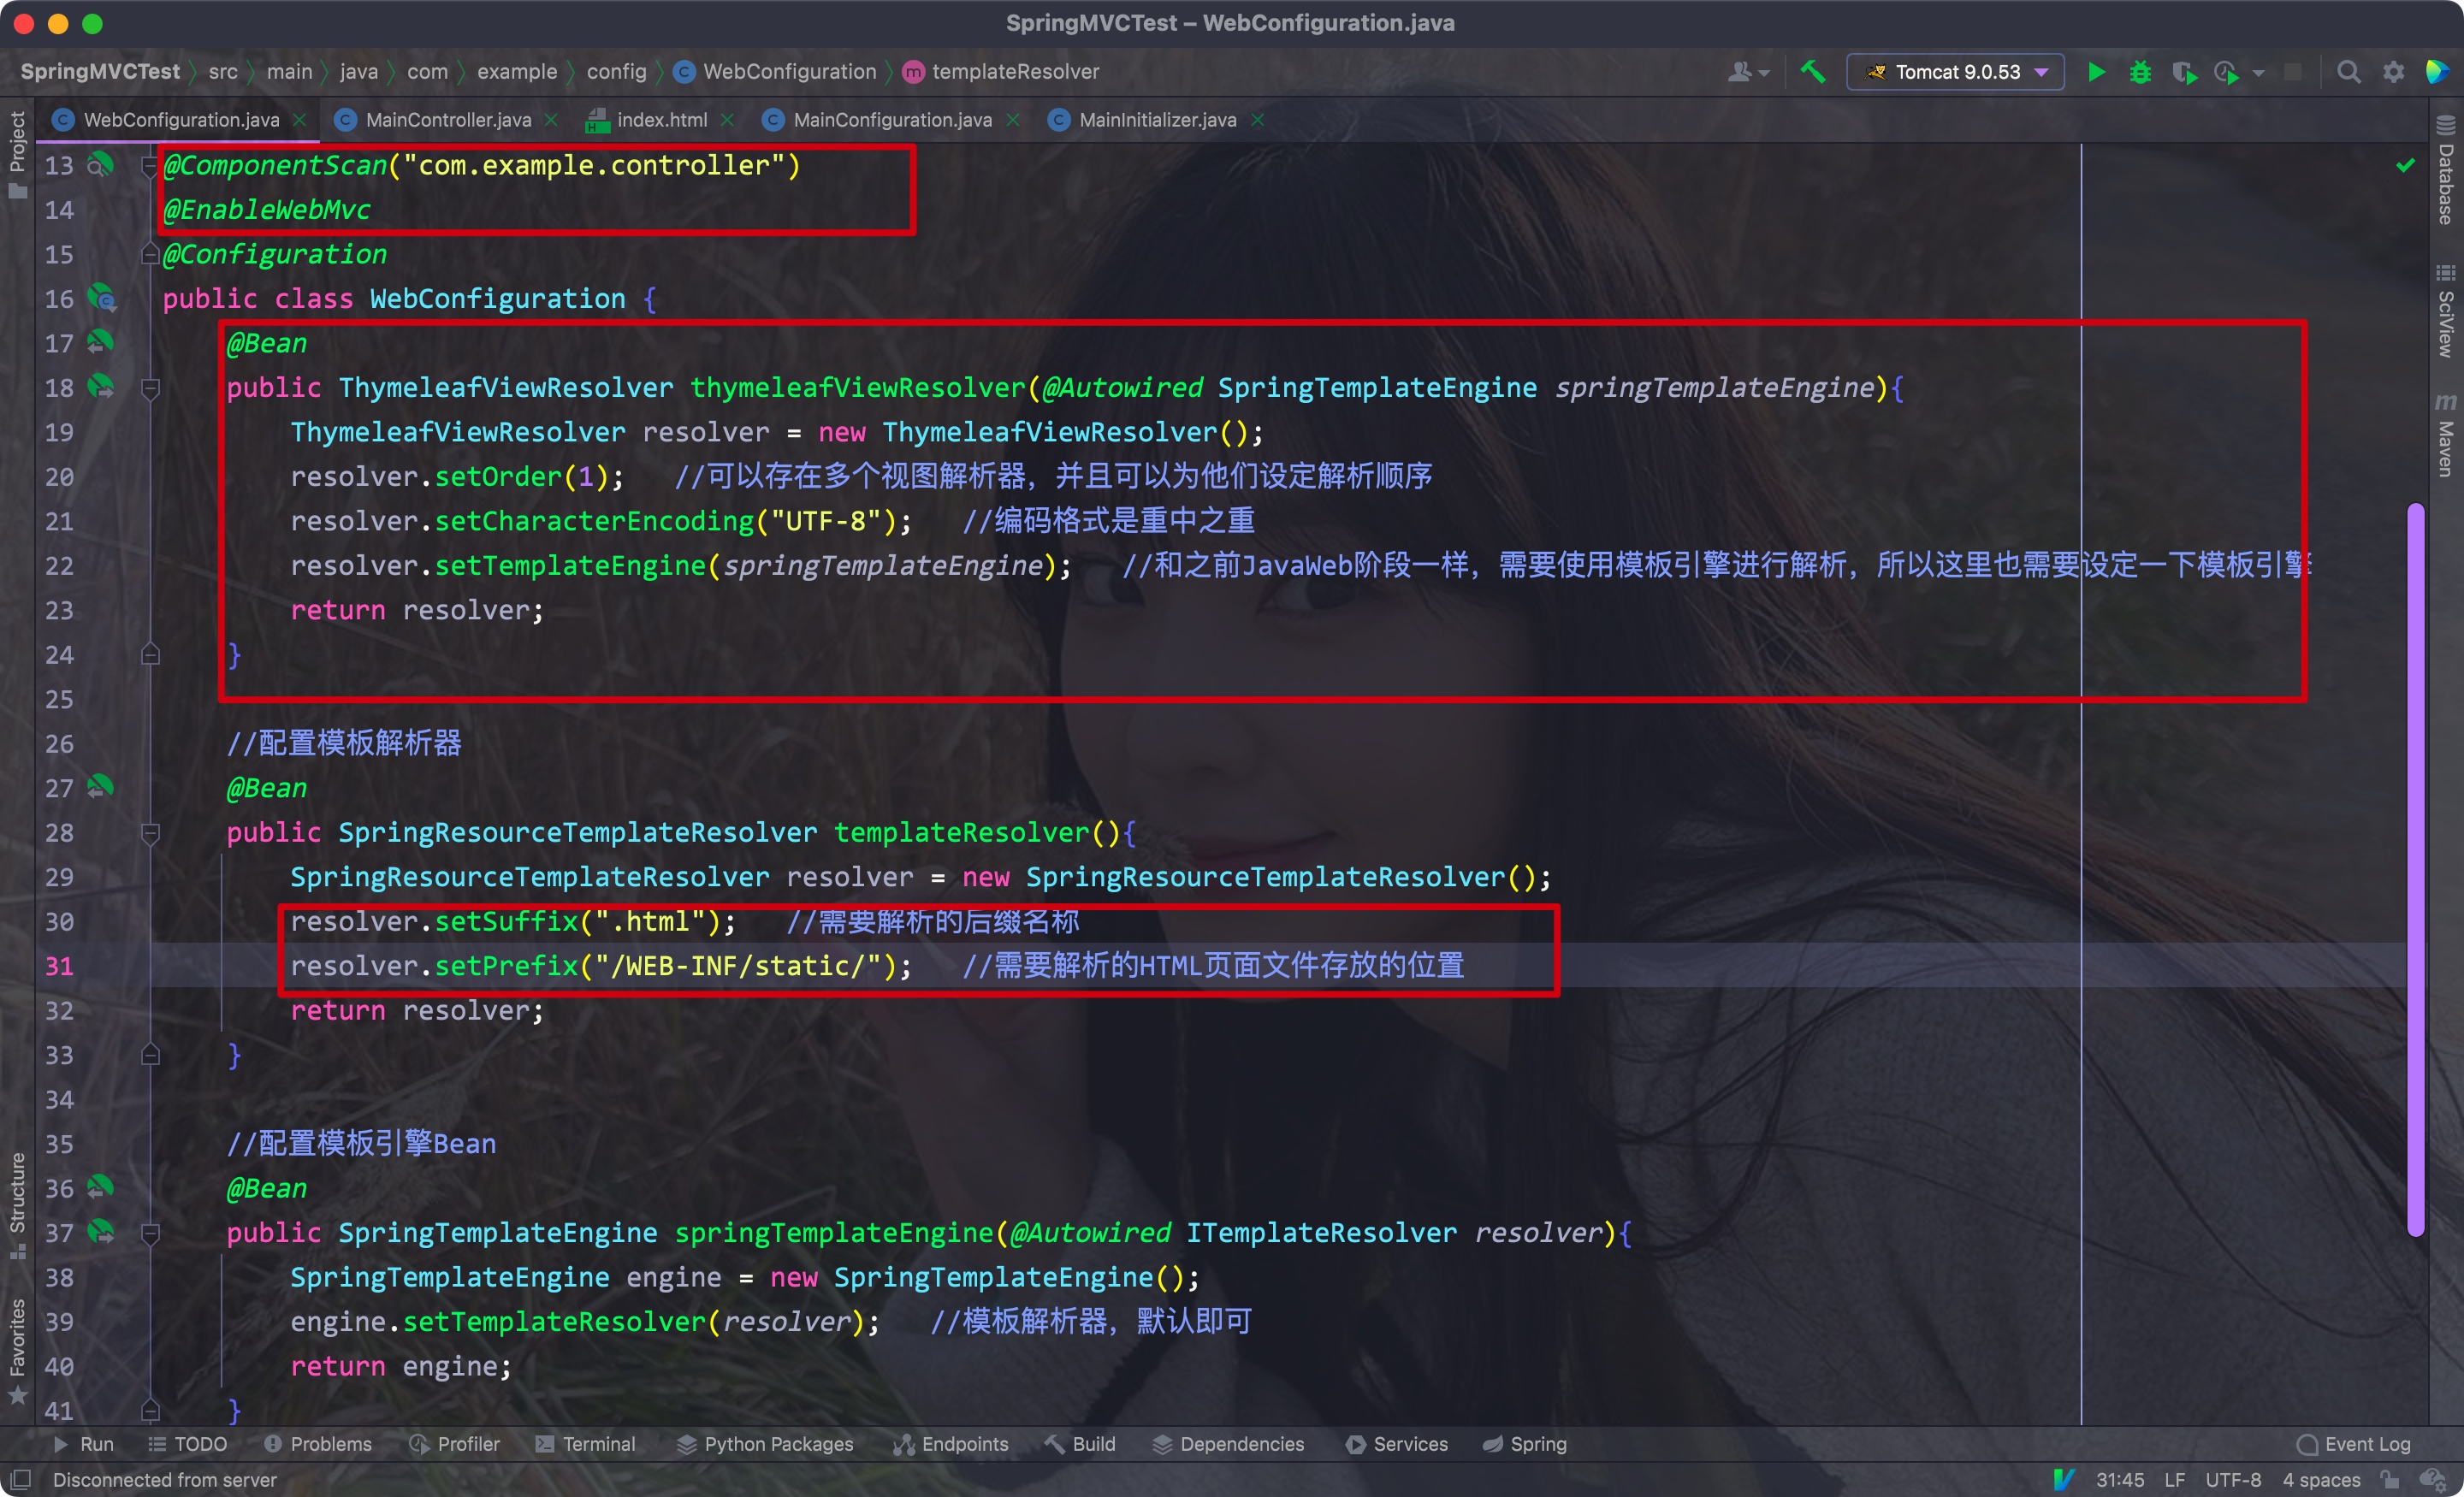 SpringMVCTest – WebConfiguration.java
SpringMVCTest src main java com example config WebConfiguration templateResolver
Tomcat 9.0.53
WebConfiguration.java MainController.java index.html MainConfiguration.java MainInitializer.java
Project
Structure
Favorites
Database
SciView
Maven
13 @ComponentScan("com.example.controller")
14 @EnableWebMvc
15 @Configuration
16 public class WebConfiguration {
17 @Bean
18 public ThymeleafViewResolver thymeleafViewResolver(@Autowired SpringTemplateEngine springTemplateEngine){
19 ThymeleafViewResolver resolver = new ThymeleafViewResolver();
20 resolver.setOrder(1); //可以存在多个视图解析器，并且可以为他们设定解析顺序
21 resolver.setCharacterEncoding("UTF-8"); //编码格式是重中之重
22 resolver.setTemplateEngine(springTemplateEngine); //和之前JavaWeb阶段一样，需要使用模板引擎进行解析，所以这里也需要设定一下模板引擎
23 return resolver;
24 }
25
26 //配置模板解析器
27 @Bean
28 public SpringResourceTemplateResolver templateResolver(){
29 SpringResourceTemplateResolver resolver = new SpringResourceTemplateResolver();
30 resolver.setSuffix(".html"); //需要解析的后缀名称
31 resolver.setPrefix("/WEB-INF/static/"); //需要解析的HTML页面文件存放的位置
32 return resolver;
33 }
34
35 //配置模板引擎Bean
36 @Bean
37 public SpringTemplateEngine springTemplateEngine(@Autowired ITemplateResolver resolver){
38 SpringTemplateEngine engine = new SpringTemplateEngine();
39 engine.setTemplateResolver(resolver); //模板解析器，默认即可
40 return engine;
41 }
Run TODO Problems Profiler Terminal Python Packages Endpoints Build Dependencies Services Spring Event Log
Disconnected from server 31:45 LF UTF-8 4 spaces